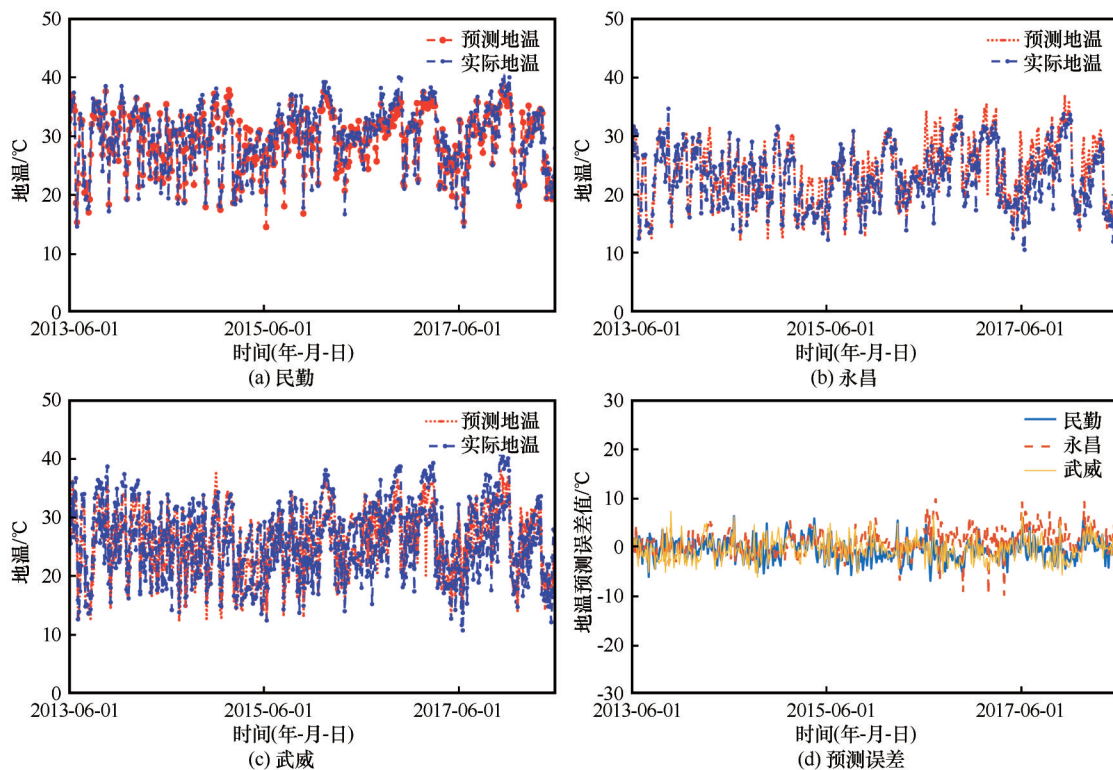 50
40
30
20
10
0
地温/℃
预测地温
实际地温
2013-06-01
2015-06-01
2017-06-01
时间(年-月-日)
(a) 民勤
50
40
30
20
10
0
地温/℃
预测地温
实际地温
2013-06-01
2015-06-01
2017-06-01
时间(年-月-日)
(b) 永昌
50
40
30
20
10
0
地温/℃
预测地温
实际地温
2013-06-01
2015-06-01
2017-06-01
时间(年-月-日)
(c) 武威
30
20
10
0
-10
-20
-30
地温预测误差值/℃
民勤
永昌
武威
2013-06-01
2015-06-01
2017-06-01
时间(年-月-日)
(d) 预测误差